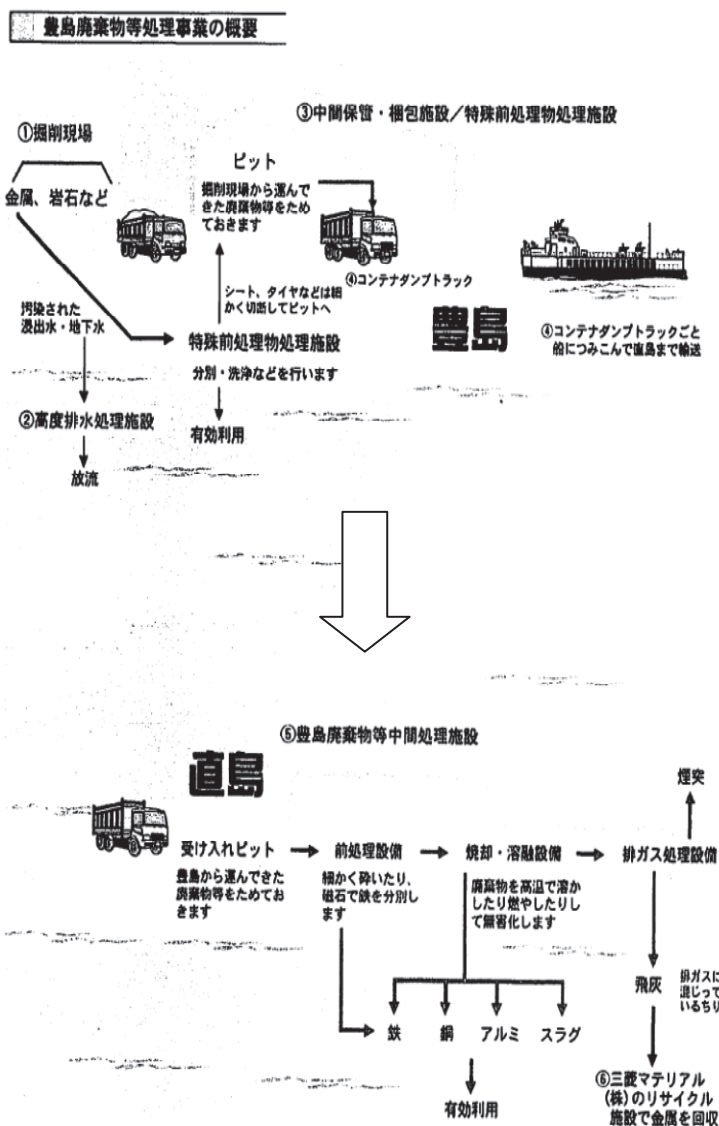 豊島廃棄物等処理事業の概要
③中間保管・梱包施設／特殊前処理物処理施設
①掘削現場
金属、岩石など
ピット
掘削現場から運んで
きた廃棄物等をため
ておきます
④コンテナダンプトラック
シート、タイヤなどは細
かく切断してピットへ
汚染された
浸出水・地下水
特殊前処理物処理施設
分別・洗浄などを行います
有効利用
②高度排水処理施設
放流
豊島
④コンテナダンプトラックごと
船につみこんで直島まで輸送
⑤豊島廃棄物等中間処理施設
直島
煙突
受け入れピット
豊島から運んできた
廃棄物等をためてお
きます
前処理設備
細かく砕いたり、
磁石で鉄を分別し
ます
焼却・溶融設備
廃棄物を高温で溶か
したり燃やしたりし
て無害化します
排ガス処理設備
飛灰
排ガスに
混じって
いるちり
鉄
銅
アルミ
スラグ
有効利用
⑥三菱マテリアル
(株)のリサイクル
施設で金属を回収